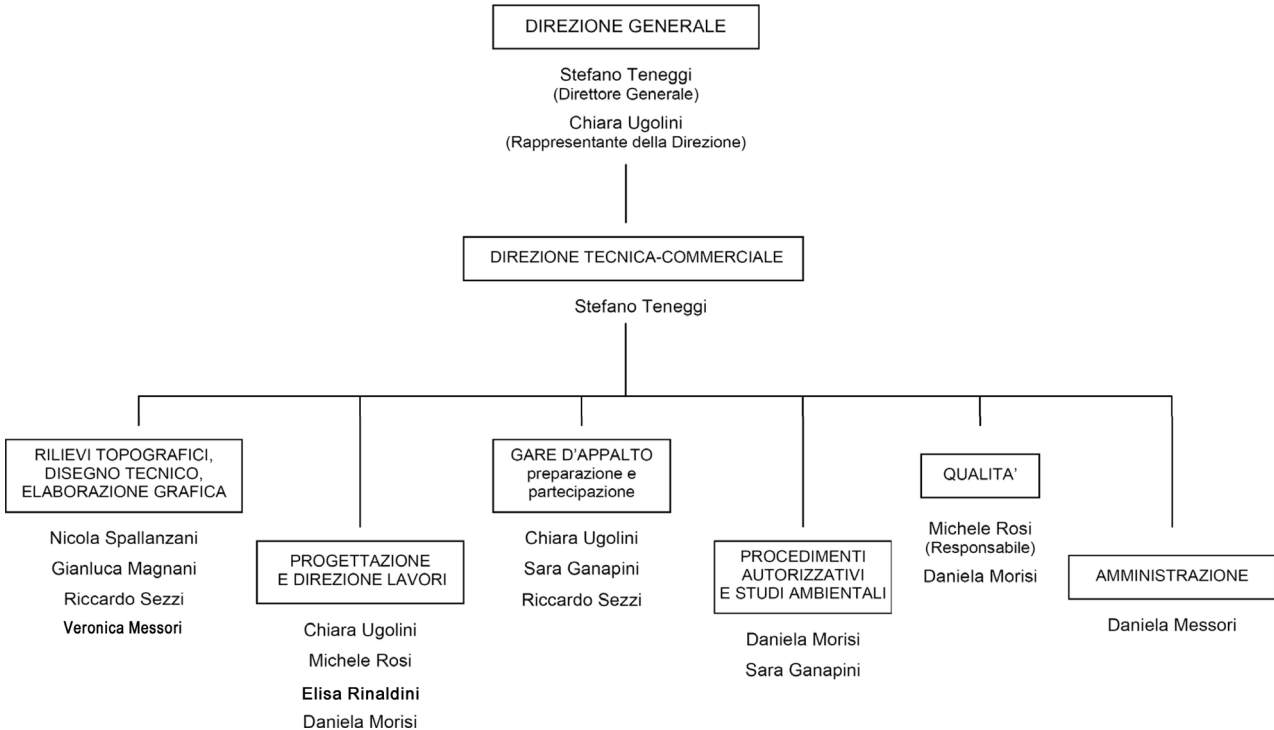 DIREZIONE GENERALE
Stefano Teneggi
(Direttore Generale)
Chiara Ugolini
(Rappresentante della Direzione)
DIREZIONE TECNICA-COMMERCIALE
Stefano Teneggi
RILIEVI TOPOGRAFICI,
DISEGNO TECNICO,
ELABORAZIONE GRAFICA
Nicola Spallanzani
Gianluca Magnani
Riccardo Sezzi
Veronica Messori
PROGETTAZIONE
E DIREZIONE LAVORI
Chiara Ugolini
Michele Rosi
Elisa Rinaldini
Daniela Morisi
GARE D'APPALTO
preparazione e
partecipazione
Chiara Ugolini
Sara Ganapini
Riccardo Sezzi
PROCEDIMENTI
AUTORIZZATIVI
E STUDI AMBIENTALI
Daniela Morisi
Sara Ganapini
QUALITA'
Michele Rosi
(Responsabile)
Daniela Morisi
AMMINISTRAZIONE
Daniela Messori